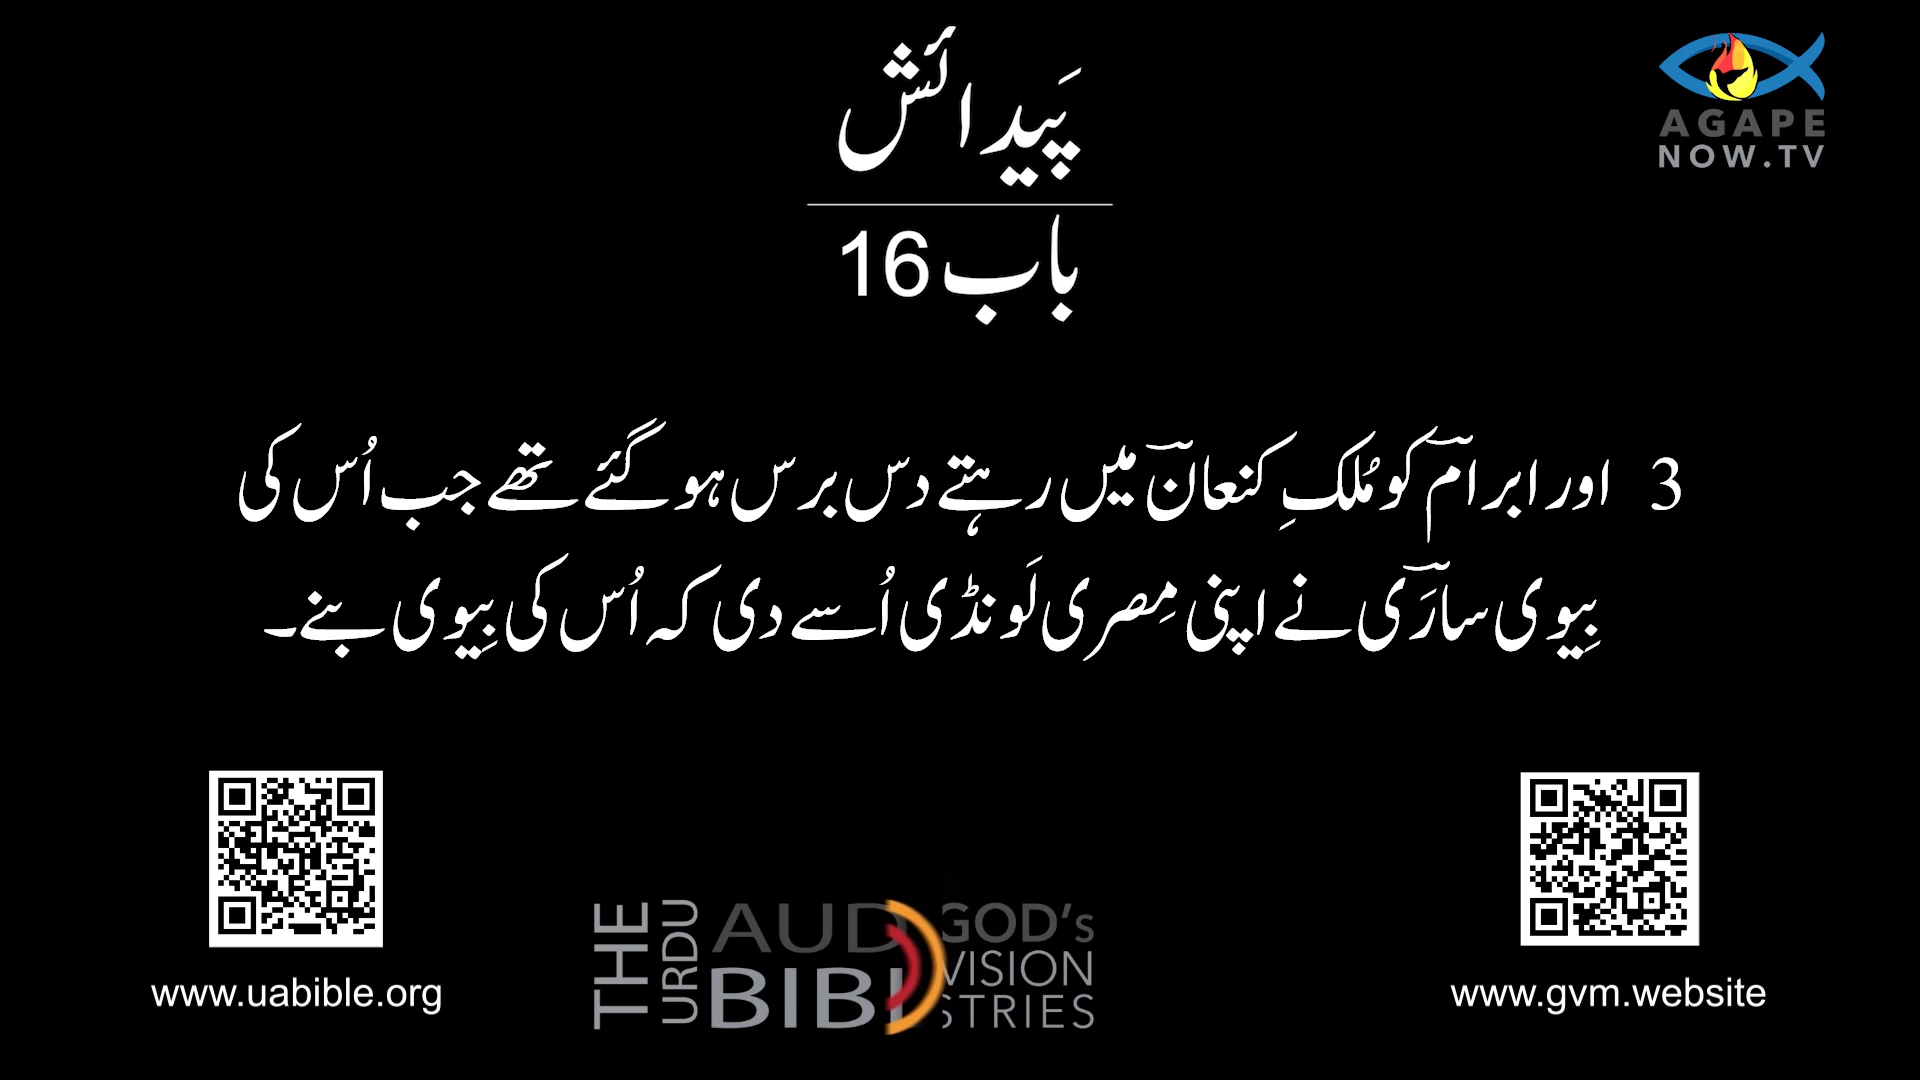 پَیدائش
باب 16
AGAPE
NOW.TV
3 اور ابرامؔ کو مُلکِ کنعانؔ میں رہتے دس برس ہو گئے تھے جب اُس کی
بِیوی سارَؔی نے اپنی مِصری لَونڈی اُسے دی کہ اُس کی بِیوی بنے۔
THE URDU AUD BIBI
GOD's VISION STRIES
www.uabible.org
www.gvm.website